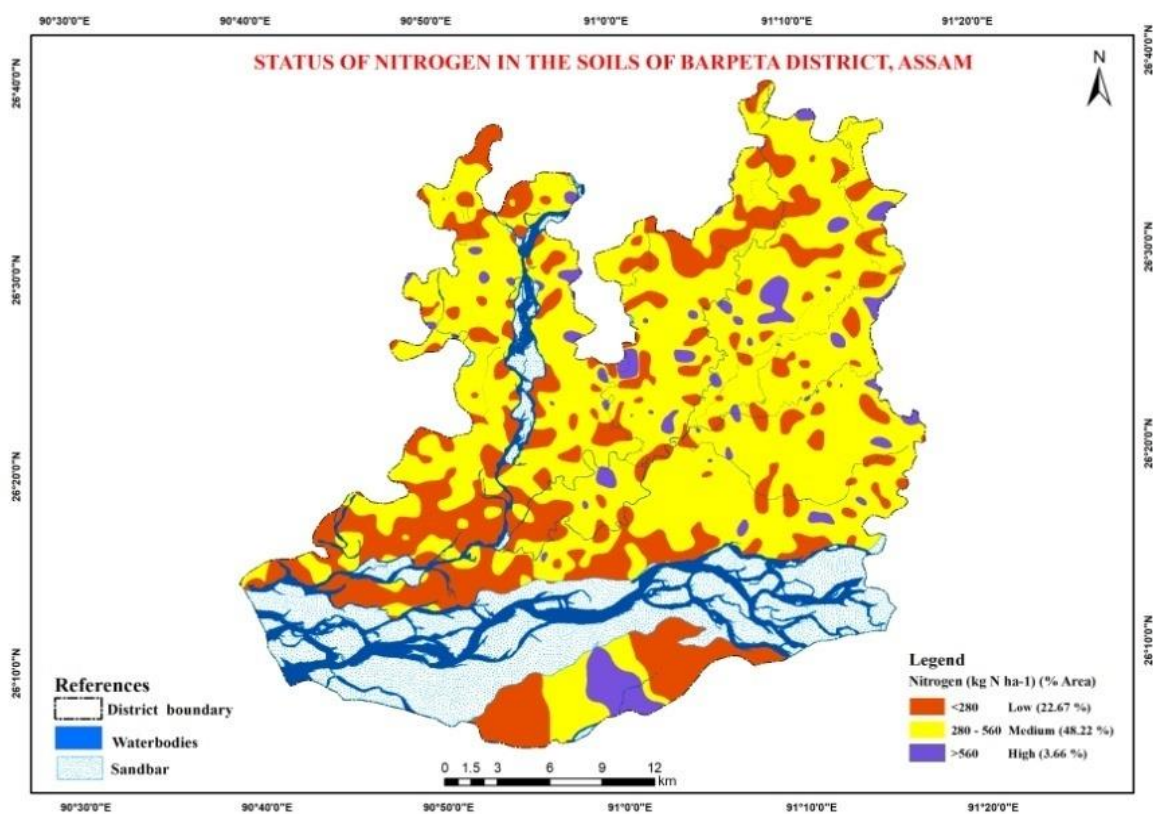 90°30'0"E 90°40'0"E 90°50'0"E 91°0'0"E 91°10'0"E 91°20'0"E
STATUS OF NITROGEN IN THE SOILS OF BARPETA DISTRICT, ASSAM
N
26°40'0"N 26°40'0"N
26°30'0"N 26°30'0"N
26°20'0"N 26°20'0"N
26°10'0"N 26°10'0"N
References
District boundary
Waterbodies
Sandbar
Legend
Nitrogen (kg N ha-1) (% Area)
<280 Low (22.67 %)
280 - 560 Medium (48.22 %)
>560 High (3.66 %)
0 1.5 3 6 9 12
km
90°30'0"E 90°40'0"E 90°50'0"E 91°0'0"E 91°10'0"E 91°20'0"E